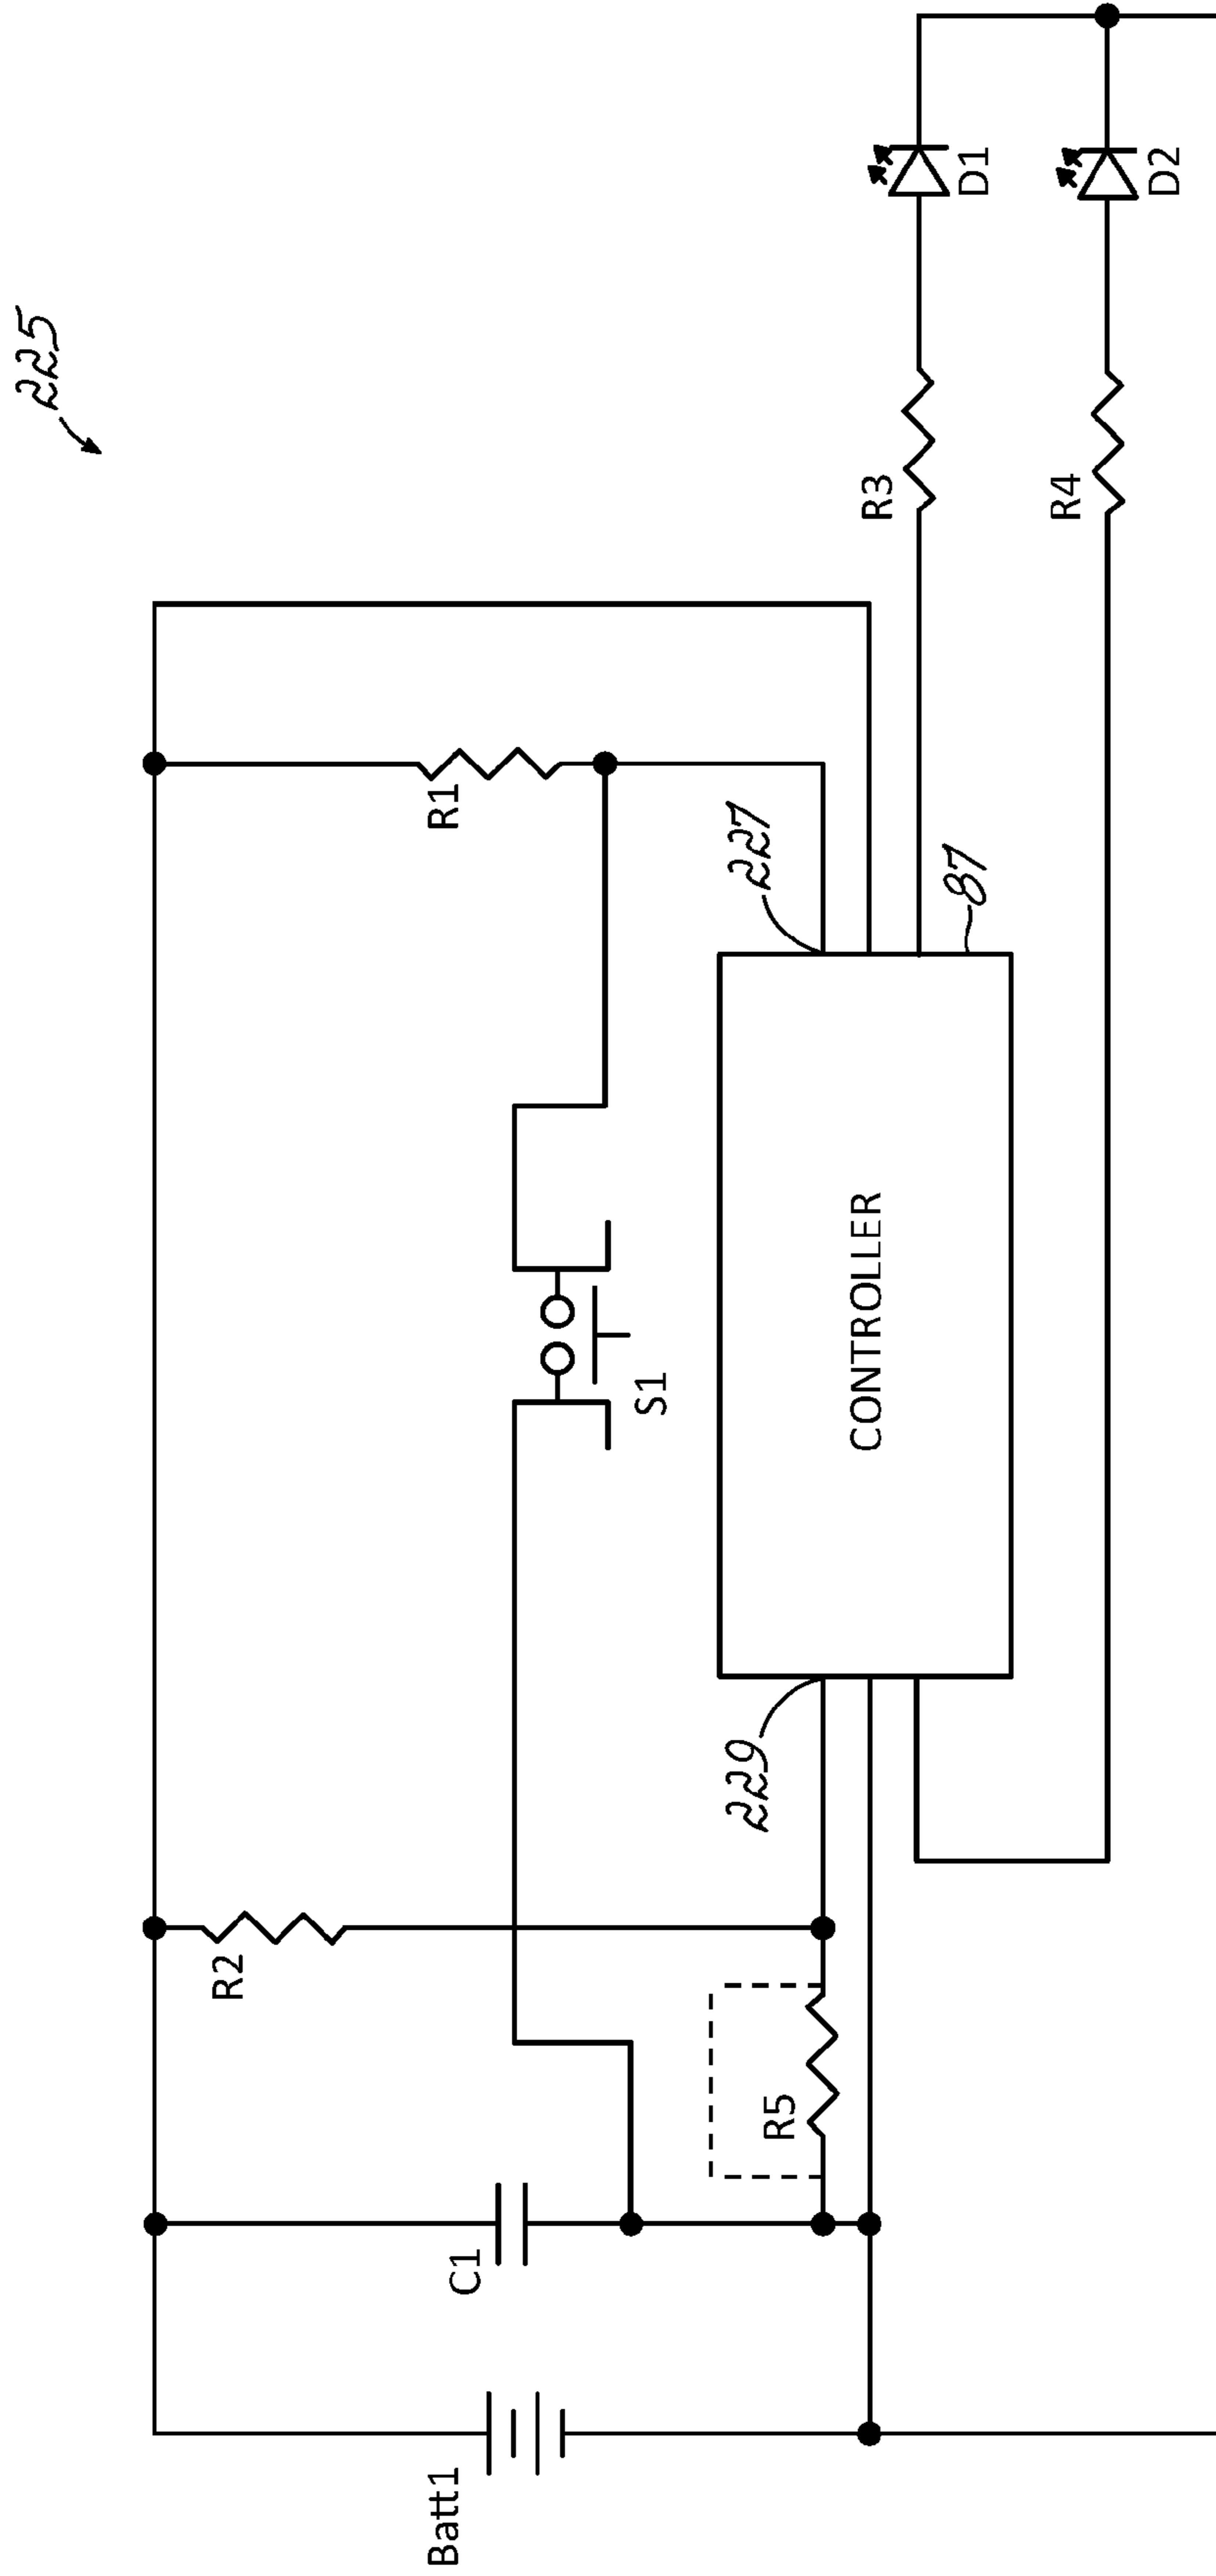 225
Batt1
C1
R2
R1
S1
R5
229
227
CONTROLLER
87
R3
D1
R4
D2